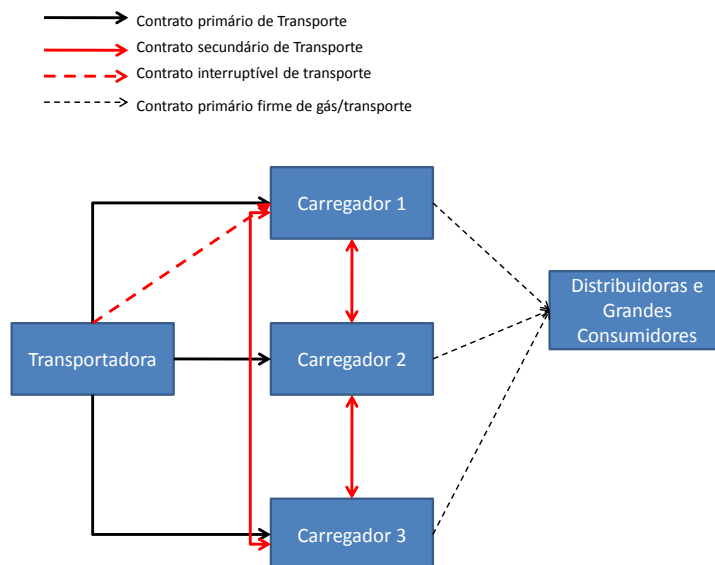 Contrato primário de Transporte
Contrato secundário de Transporte
Contrato interruptível de transporte
Contrato primário firme de gás/transporte
Carregador 1
Distribuidoras e
Grandes
Consumidores
Transportadora
Carregador 2
Carregador 3